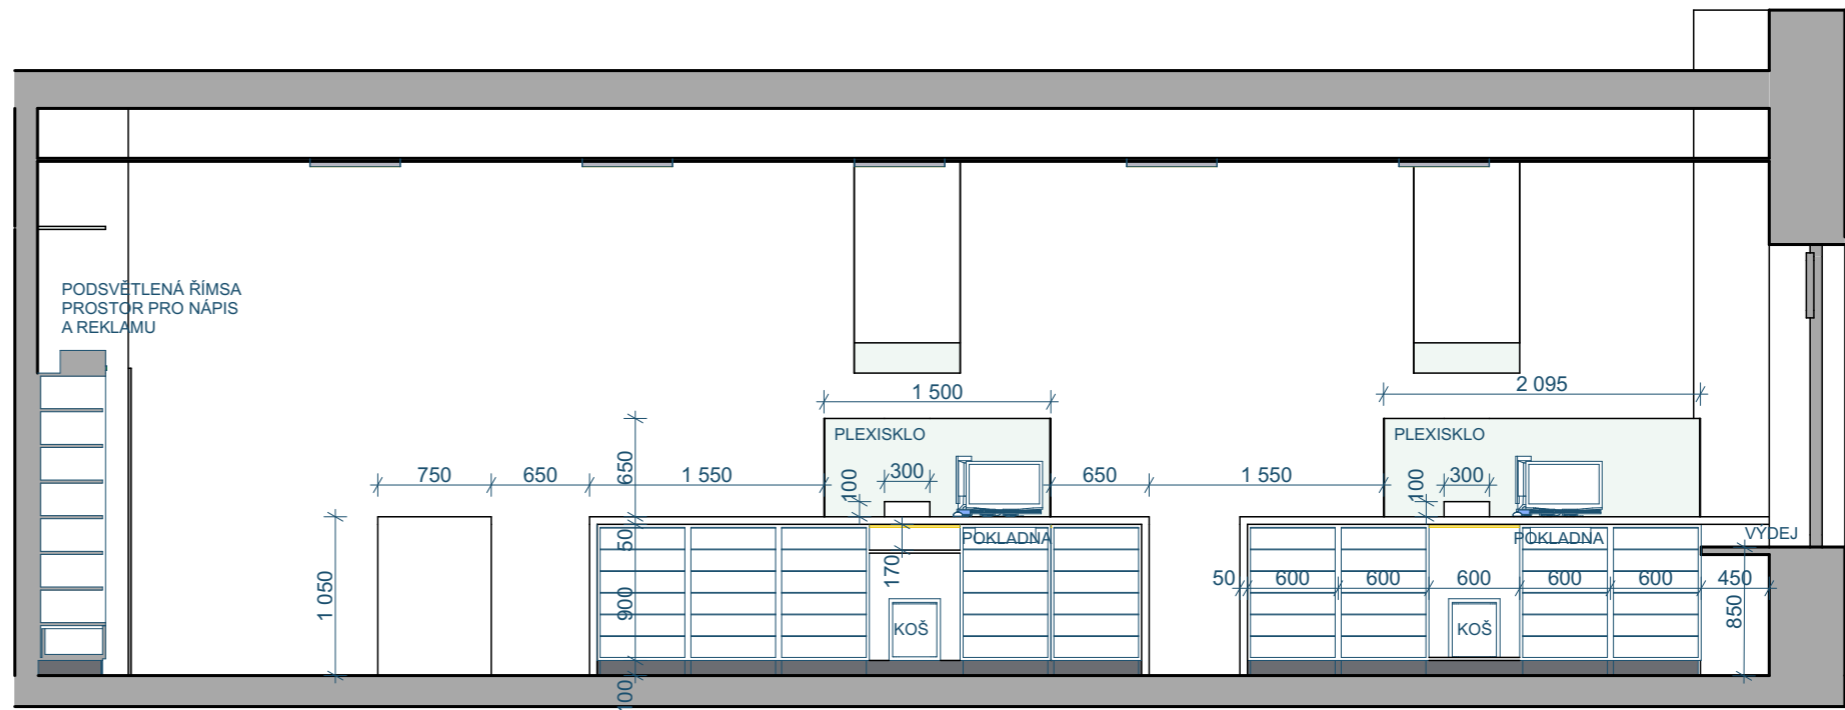 PODSVĚTLENÁ ŘÍMSA
PROSTOR PRO NÁPIS
A REKLAMU
1 500
2 095
PLEXISKLO
PLEXISKLO
750
650
650
1 550
100
300
650
1 550
100
300
50
POKLADNA
POKLADNA
VÝDEJ
1 050
900
170
50
600
600
600
600
600
450
850
KOŠ
KOŠ
100